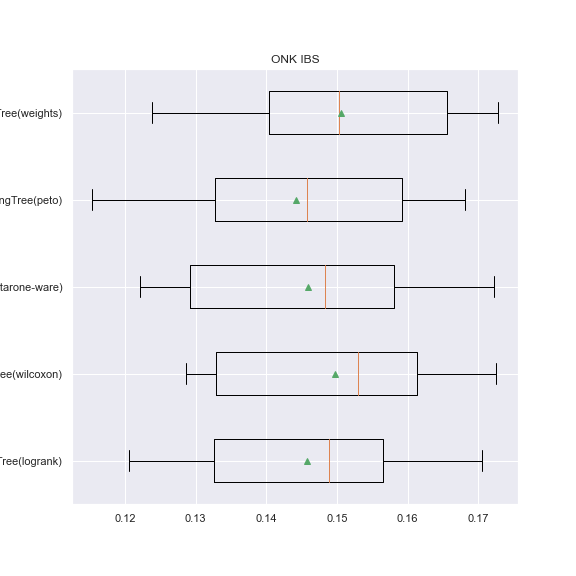 ONK IBS
Tree(weights)
ngTree(peto)
tarone-ware)
ee(wilcoxon)
Tree(logrank)
0.12 0.13 0.14 0.15 0.16 0.17